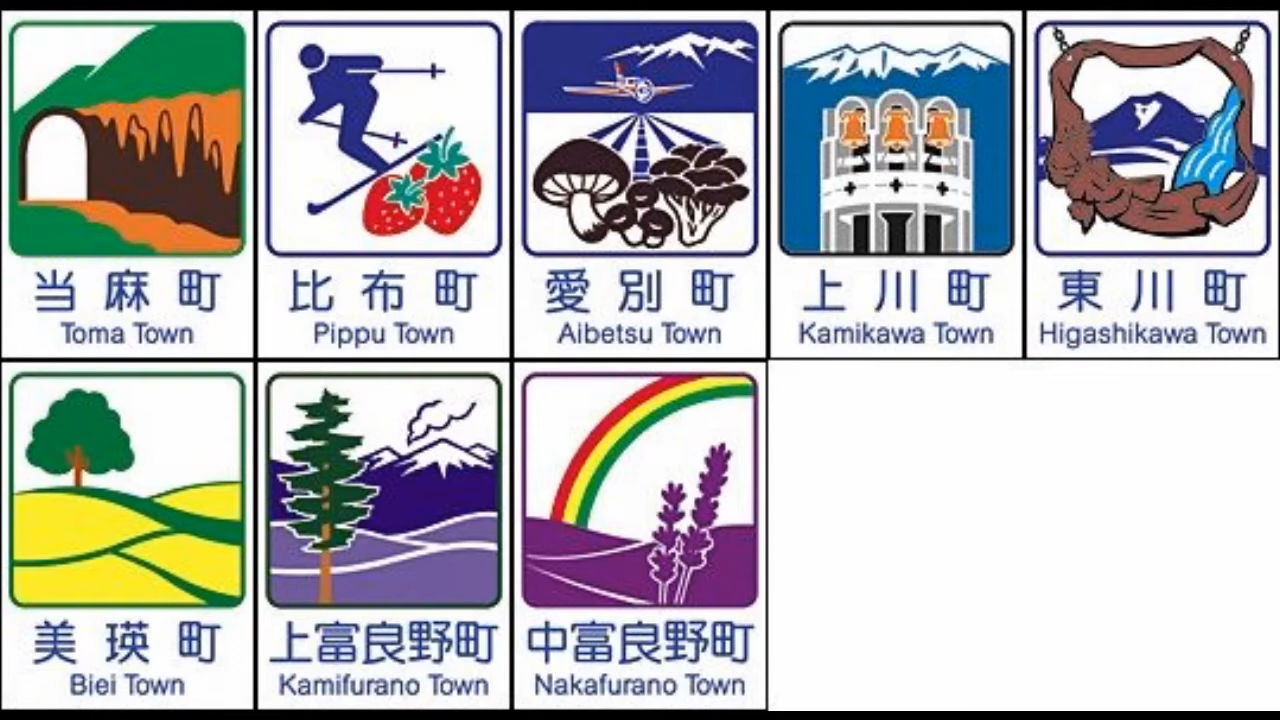 当麻町
Toma Town
比布町
Pippu Town
愛別町
Aibetsu Town
上川町
Kamikawa Town
東川町
Higashikawa Town
美瑛町
Biei Town
上富良野町
Kamifurano Town
中富良野町
Nakafurano Town